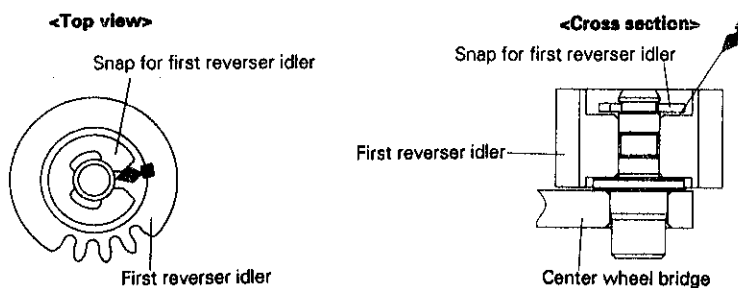 <Top view>
Snap for first reverser idler
First reverser idler
<Cross section>
Snap for first reverser idler
First reverser idler
Center wheel bridge